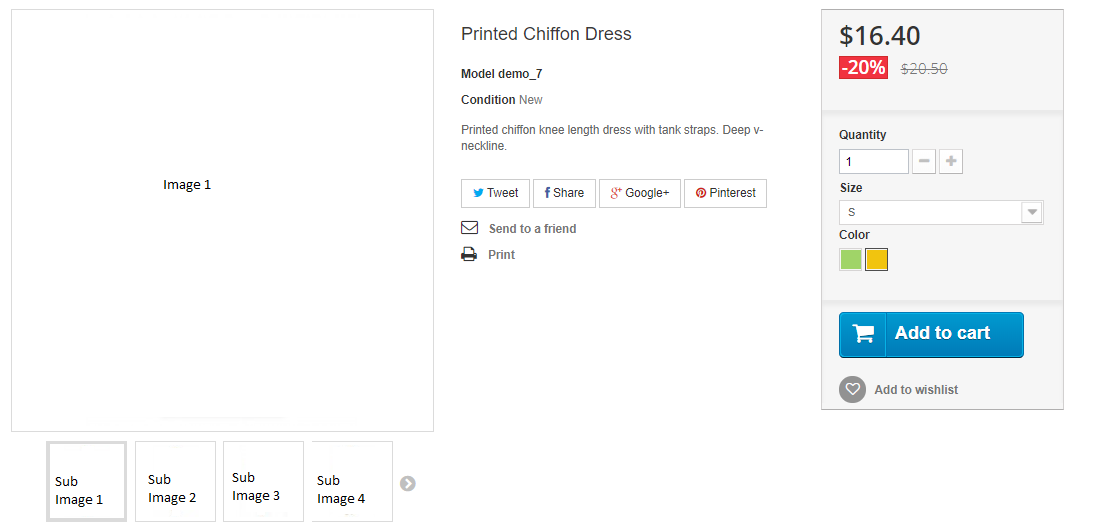 Image 1
Sub
Image 1
Sub
Image 2
Sub
Image 3
Sub
Image 4
Printed Chiffon Dress
Model demo_7
Condition New
Printed chiffon knee length dress with tank straps. Deep v-
neckline.
Tweet
Share
Google+
Pinterest
Send to a friend
Print
$16.40
-20% $20.50
Quantity
1
Size
S
Color
Add to cart
Add to wishlist